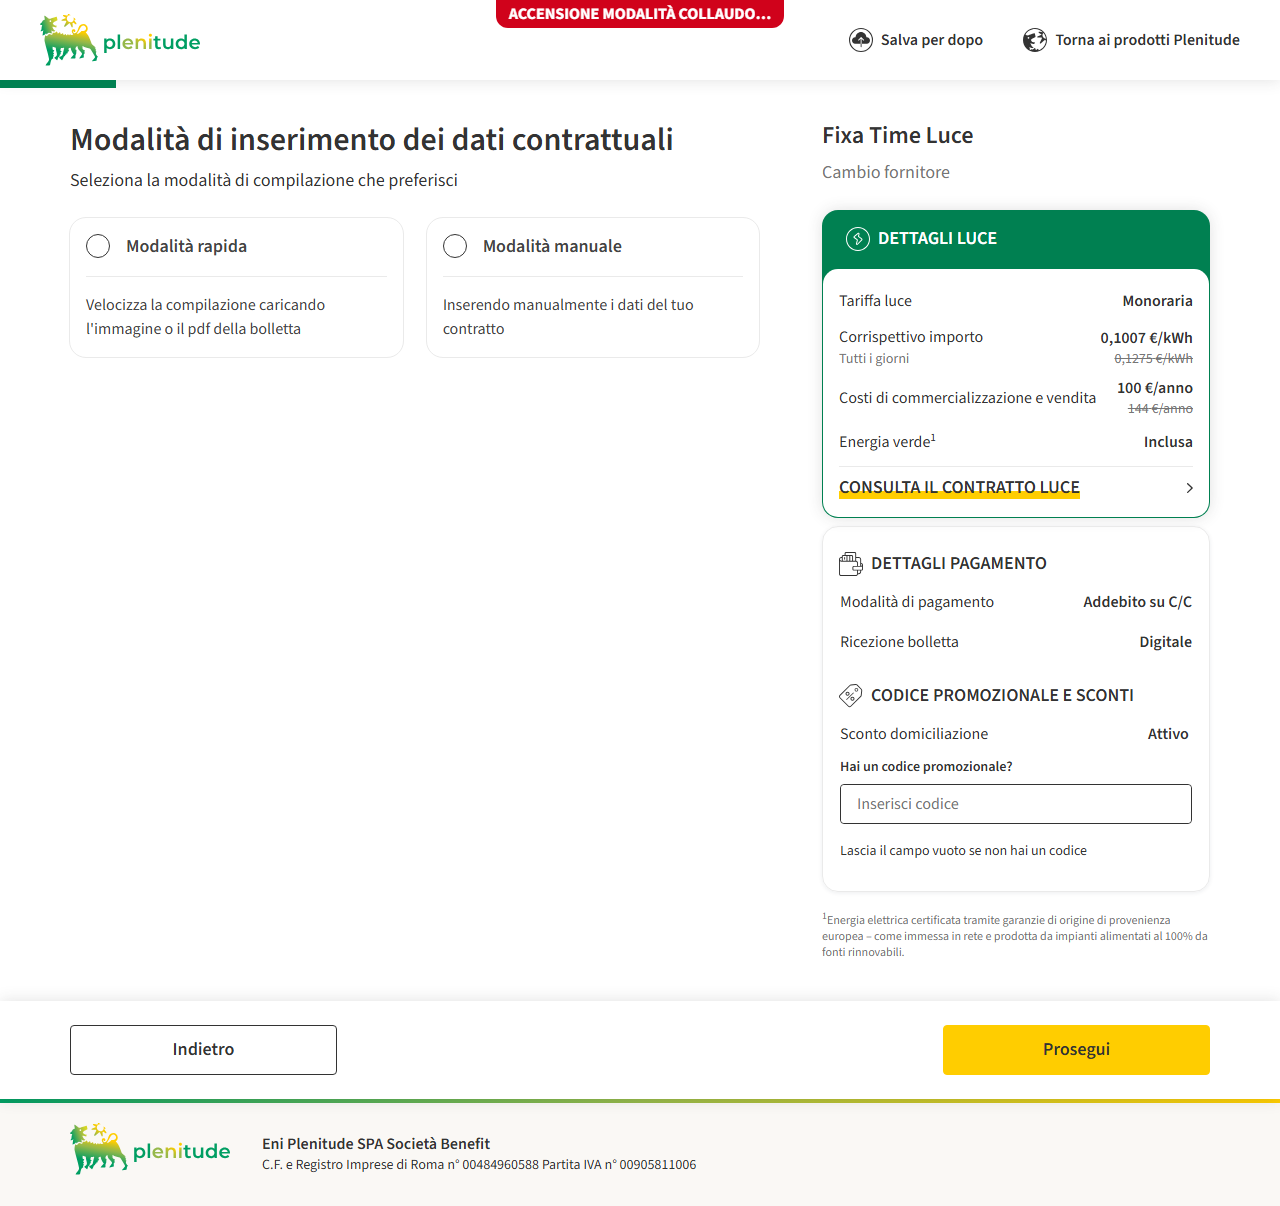 ACCENSIONE MODALITÀ COLLAUDO...
plenitude
Salva per dopo
Torna ai prodotti Plenitude
Modalità di inserimento dei dati contrattuali
Seleziona la modalità di compilazione che preferisci
Modalità rapida
Velocizza la compilazione caricando
l'immagine o il pdf della bolletta
Modalità manuale
Inserendo manualmente i dati del tuo
contratto
Fixa Time Luce
Cambio fornitore
DETTAGLI LUCE
Tariffa luce Monoraria
Corrispettivo importo 0,1007 €/kWh
Tutti i giorni 0,1275 €/kWh
Costi di commercializzazione e vendita 100 €/anno
144 €/anno
Energia verde¹ Inclusa
CONSULTA IL CONTRATTO LUCE
DETTAGLI PAGAMENTO
Modalità di pagamento Addebito su C/C
Ricezione bolletta Digitale
CODICE PROMOZIONALE E SCONTI
Sconto domiciliazione Attivo
Hai un codice promozionale?
Inserisci codice
Lascia il campo vuoto se non hai un codice
¹Energia elettrica certificata tramite garanzie di origine di provenienza
europea – come immessa in rete e prodotta da impianti alimentati al 100% da
fonti rinnovabili.
Indietro
Prosegui
plenitude
Eni Plenitude SPA Società Benefit
C.F. e Registro Imprese di Roma n° 00484960588 Partita IVA n° 00905811006